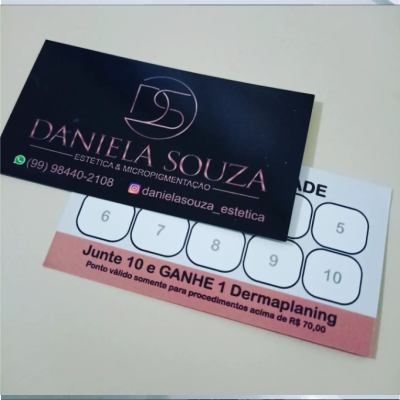 DS
DANIELA SOUZA
ESTÉTICA & MICROPIGMENTAÇÃO
(99) 98440-2108 danielasouza_estetica
ADE
5
6 7 8 9 10
Junte 10 e GANHE 1 Dermaplaning
Ponto válido somente para procedimentos acima de R$ 70,00